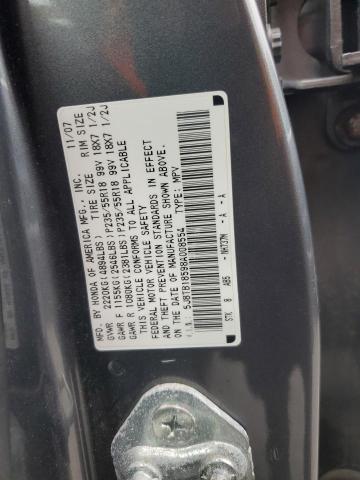 MFD. BY HONDA OF AMERICA MFG., INC. 11/07
GVWR 2220KG(4894LBS) TIRE SIZE RIM SIZE
GAWR F 1155KG(2546LBS)P235/55R18 99V 18X7 1/2J
GAWR R 1080KG(2381LBS)P235/55R18 99V 18X7 1/2J
THIS VEHICLE CONFORMS TO ALL APPLICABLE
FEDERAL MOTOR VEHICLE SAFETY
AND THEFT PREVENTION STANDARDS IN EFFECT
ON THE DATE OF MANUFACTURE SHOWN ABOVE.
5J8TB18598A008554 TYPE: MPV
STK 8 AB5 - NH737M - A - A